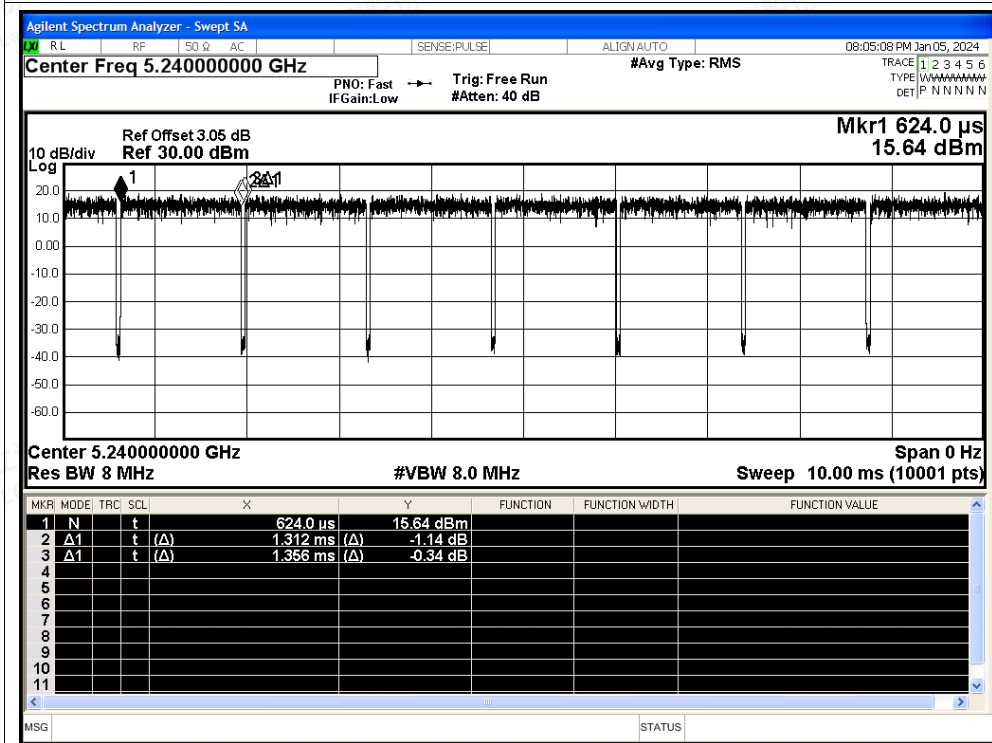 Agilent Spectrum Analyzer - Swept SA
LXI RL RF 50 Ω AC SENSE:PULSE ALIGN AUTO 08:05:08 PM Jan 05, 2024
Center Freq 5.240000000 GHz #Avg Type: RMS TRACE 1 2 3 4 5 6
PNO: Fast Trig: Free Run TYPE WWWWWW
IFGain:Low #Atten: 40 dB DET P N N N N N
Mkr1 624.0 µs
Ref Offset 3.05 dB
10 dB/div Ref 30.00 dBm 15.64 dBm
Log
1 2Δ1
20.0
10.0
0.00
-10.0
-20.0
-30.0
-40.0
-50.0
-60.0
Center 5.240000000 GHz Span 0 Hz
Res BW 8 MHz #VBW 8.0 MHz Sweep 10.00 ms (10001 pts)
MKR MODE TRC SCL X Y FUNCTION FUNCTION WIDTH FUNCTION VALUE
1 N t 624.0 µs 15.64 dBm
2 Δ1 t (Δ) 1.312 ms (Δ) -1.14 dB
3 Δ1 t (Δ) 1.356 ms (Δ) -0.34 dB
4
5
6
7
8
9
10
11
MSG STATUS